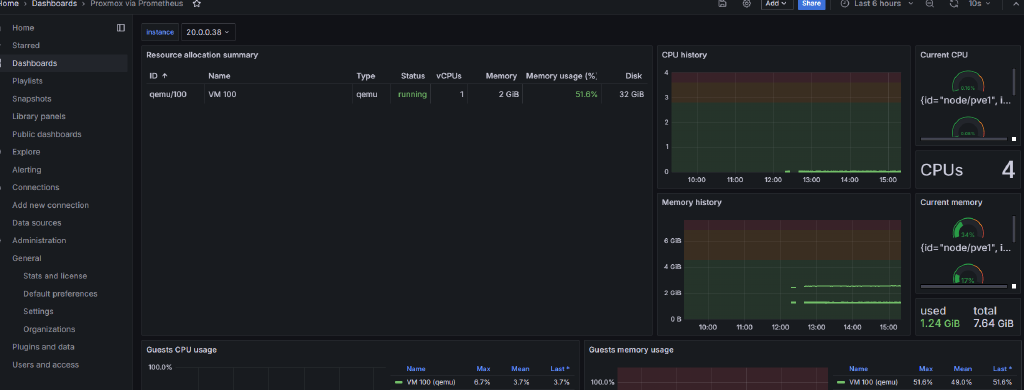 Home › Dashboards › Proxmox via Prometheus
Add
Share
Last 6 hours
10s
Home
Starred
Dashboards
Playlists
Snapshots
Library panels
Public dashboards
Explore
Alerting
Connections
Add new connection
Data sources
Administration
General
Stats and license
Default preferences
Settings
Organizations
Plugins and data
Users and access
instance 20.0.0.38
Resource allocation summary
ID ↑ Name Type Status vCPUs Memory Memory usage (%) Disk
qemu/100 VM 100 qemu running 1 2 GiB 51.6% 32 GiB
CPU history
4
3
2
1
0
10:00 11:00 12:00 13:00 14:00 15:00
Current CPU
{id="node/pve1", i...
CPUs 4
Memory history
6 GiB
4 GiB
2 GiB
0 B
10:00 11:00 12:00 13:00 14:00 15:00
Current memory
34%
{id="node/pve1", i...
17%
used total
1.24 GiB 7.64 GiB
Guests CPU usage
100.0%
Name Max Mean Last *
VM 100 (qemu) 6.7% 3.7% 3.7%
Guests memory usage
100.0%
Name Max Mean Last *
VM 100 (qemu) 51.6% 49.0% 51.6%